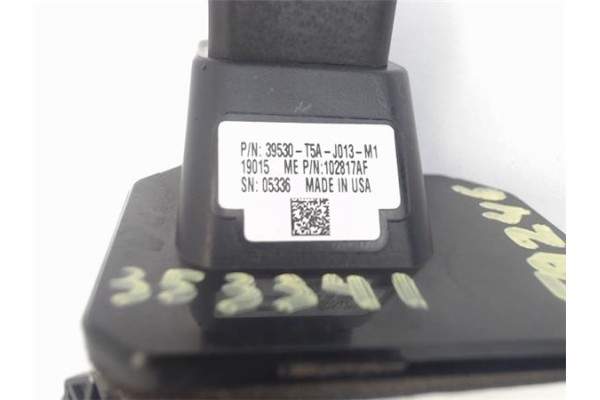 P/N: 39530-T5A-J013-M1
19015 ME P/N:102817AF
SN: 05336 MADE IN USA
353341